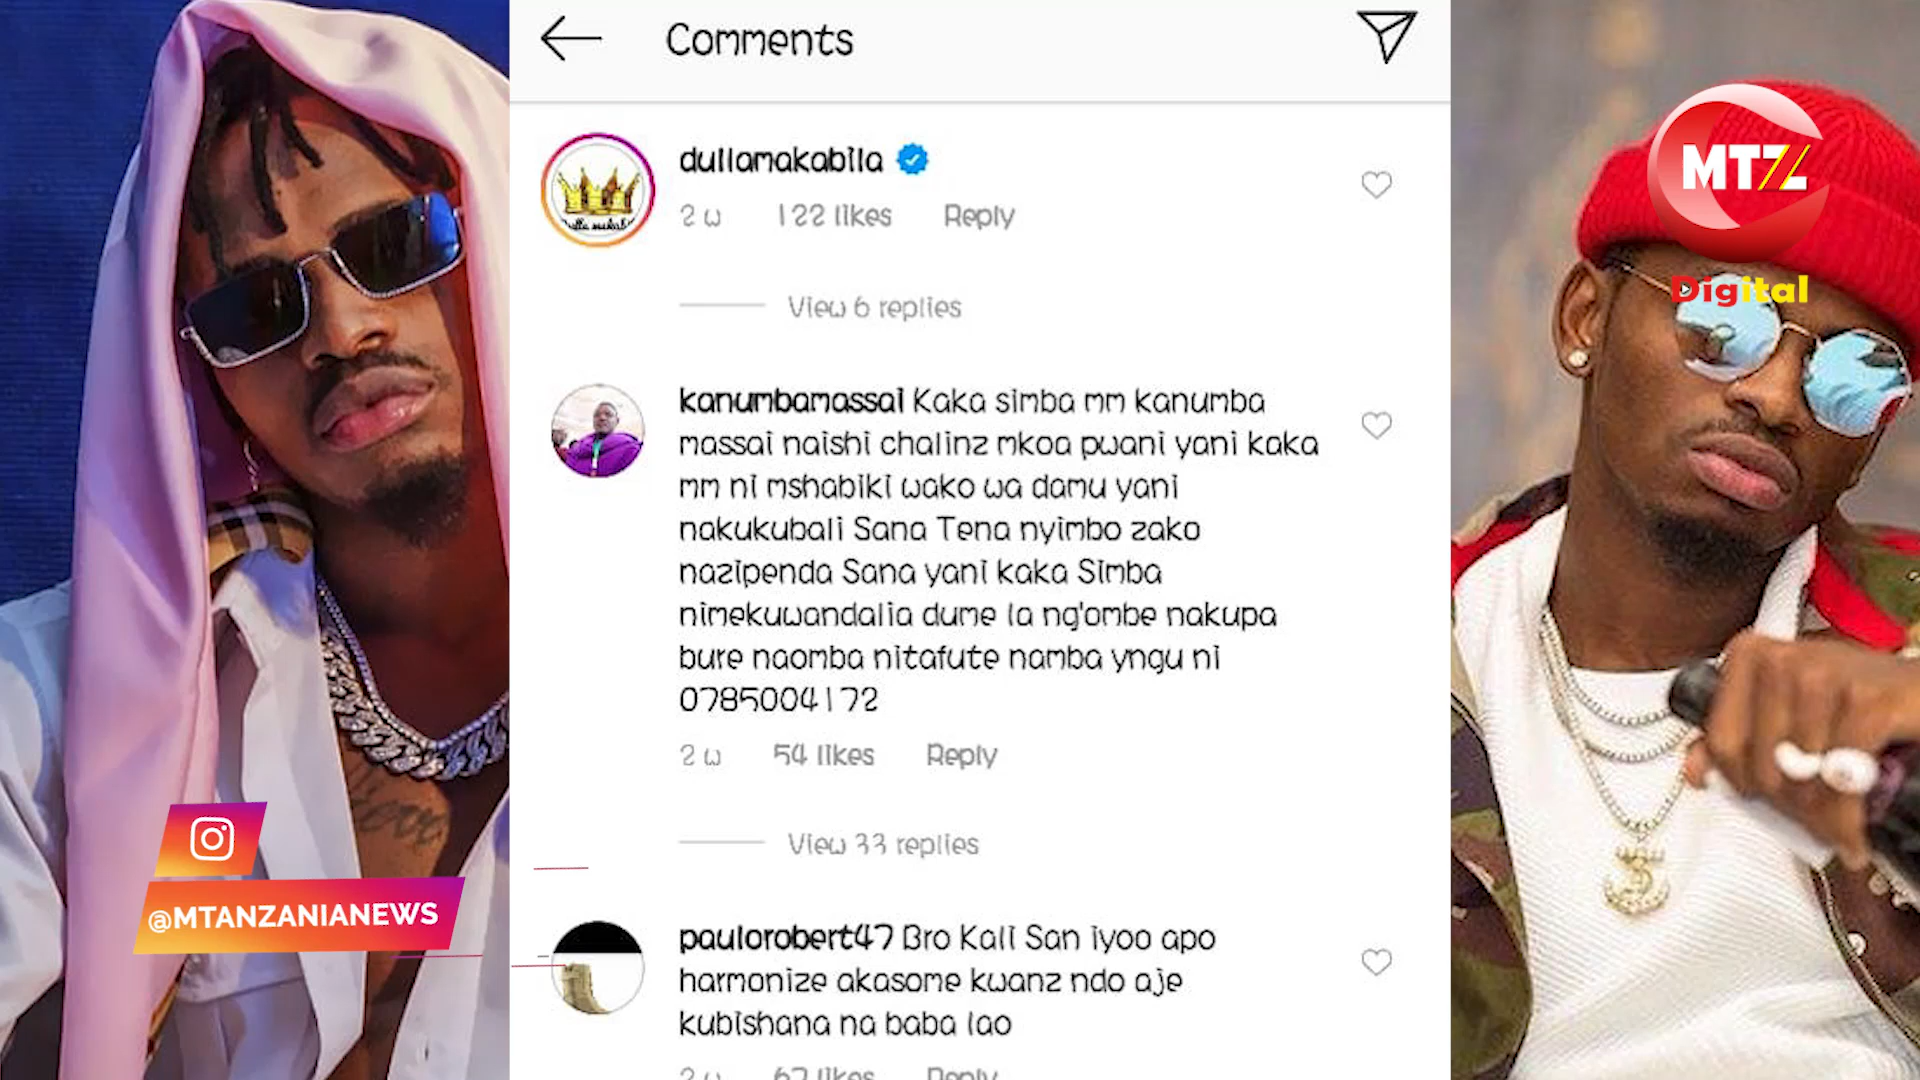 Comments
dullamakabila
2 w 122 likes Reply
View 6 replies
kanumbamassai Kaka simba mm kanumba
massai naishi chalinz mkoa pwani yani kaka
mm ni mshabiki wako wa damu yani
nakukubali Sana Tena nyimbo zako
nazipenda Sana yani kaka Simba
nimekuwandalia dume la ng'ombe nakupa
bure naomba nitafute namba yngu ni
0785004172
2 w 54 likes Reply
View 33 replies
paulorobert47 Bro Kali San iyoo apo
harmonize akasome kwanz ndo aje
kubishana na baba lao
2 w 67 likes Reply
MTZ
Digital
@MTANZANIANEWS